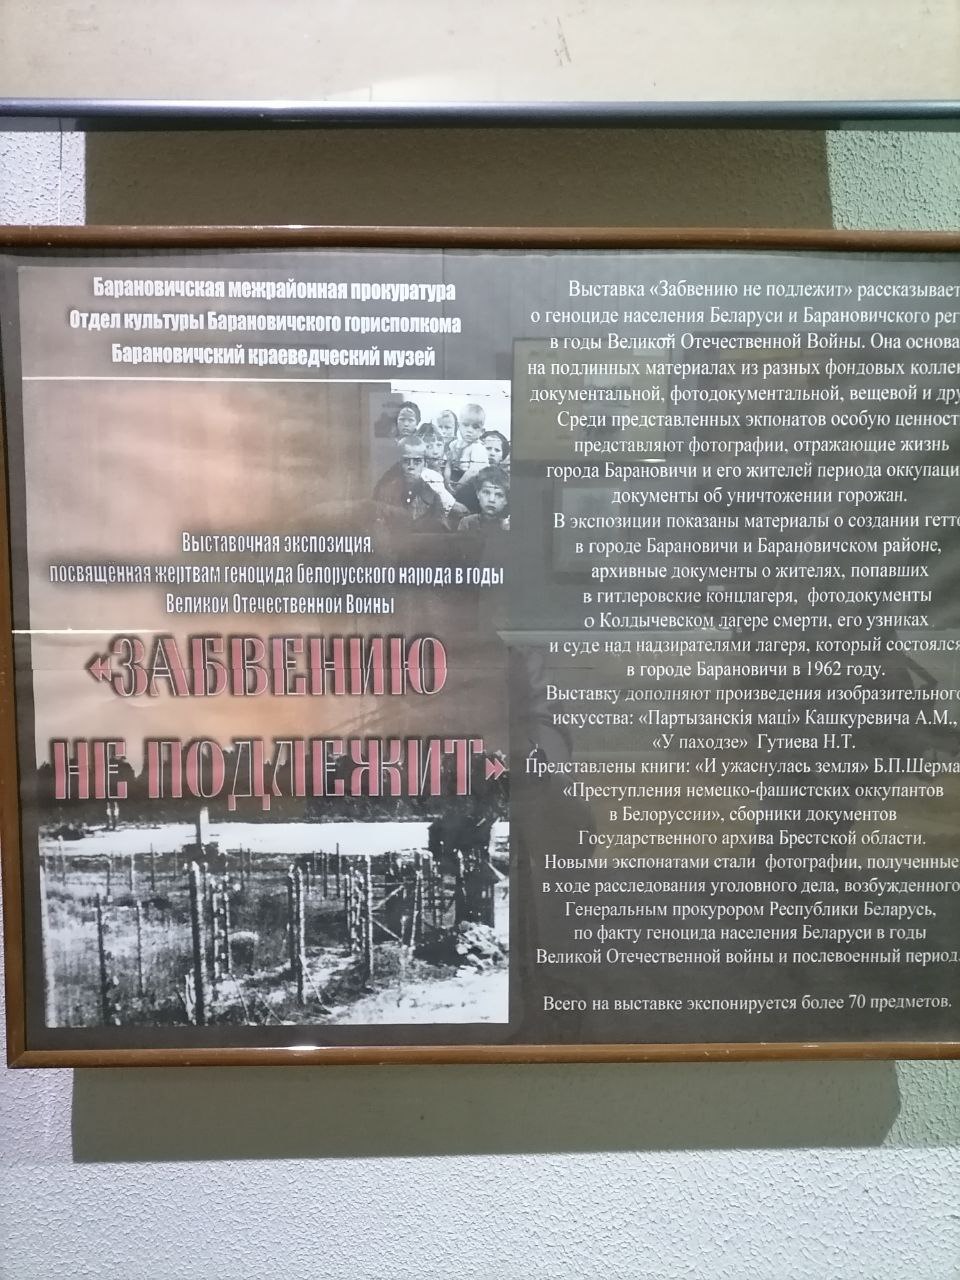 Барановичская межрайонная прокуратура
Отдел культуры Барановичского горисполкома
Барановичский краеведческий музей
Выставочная экспозиция,
посвящённая жертвам геноцида белорусского народа в годы
Великой Отечественной Войны
«ЗАБВЕНИЮ
НЕ ПОДЛЕЖИТ»
Выставка «Забвению не подлежит» рассказывает
о геноциде населения Беларуси и Барановичского рег
в годы Великой Отечественной Войны. Она основа
на подлинных материалах из разных фондовых коллек
документальной, фотодокументальной, вещевой и дру
Среди представленных экпонатов особую ценност
представляют фотографии, отражающие жизнь
города Барановичи и его жителей периода оккупаци
документы об уничтожении горожан.
В экспозиции показаны материалы о создании гетто
в городе Барановичи и Барановичском районе,
архивные документы о жителях, попавших
в гитлеровские концлагеря, фотодокументы
о Колдычевском лагере смерти, его узниках
и суде над надзирателями лагеря, который состоялся
в городе Барановичи в 1962 году.
Выставку дополняют произведения изобразительного
искусства: «Партызанскія маці» Кашкуревича А.М.,
«У паходзе» Гутиева Н.Т.
Представлены книги: «И ужаснулась земля» Б.П.Шерма
«Преступления немецко-фашистских оккупантов
в Белоруссии», сборники документов
Государственного архива Брестской области.
Новыми экспонатами стали фотографии, полученные
в ходе расследования уголовного дела, возбужденного
Генеральным прокурором Республики Беларусь,
по факту геноцида населения Беларуси в годы
Великой Отечественной войны и послевоенный период.
Всего на выставке экспонируется более 70 предметов.